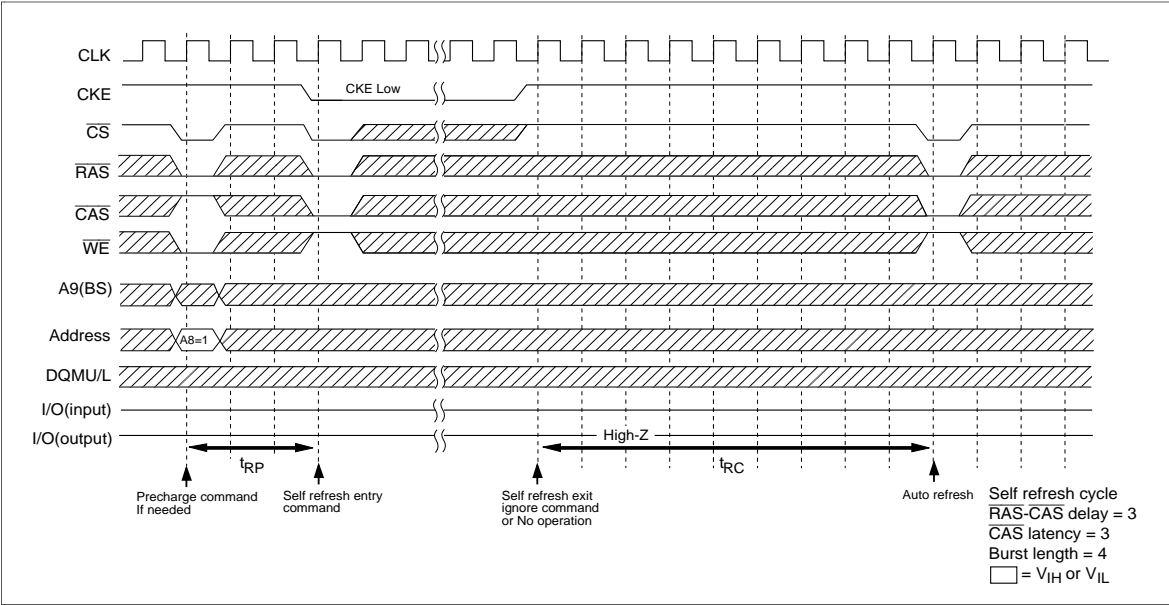 CLK
CKE
CKE Low
CS
RAS
CAS
WE
A9(BS)
Address
A8=1
DQMU/L
I/O(input)
I/O(output)
High-Z
tRP
tRC
Precharge command
If needed
Self refresh entry
command
Self refresh exit
ignore command
or No operation
Auto refresh
Self refresh cycle
RAS-CAS delay = 3
CAS latency = 3
Burst length = 4
= VIH or VIL